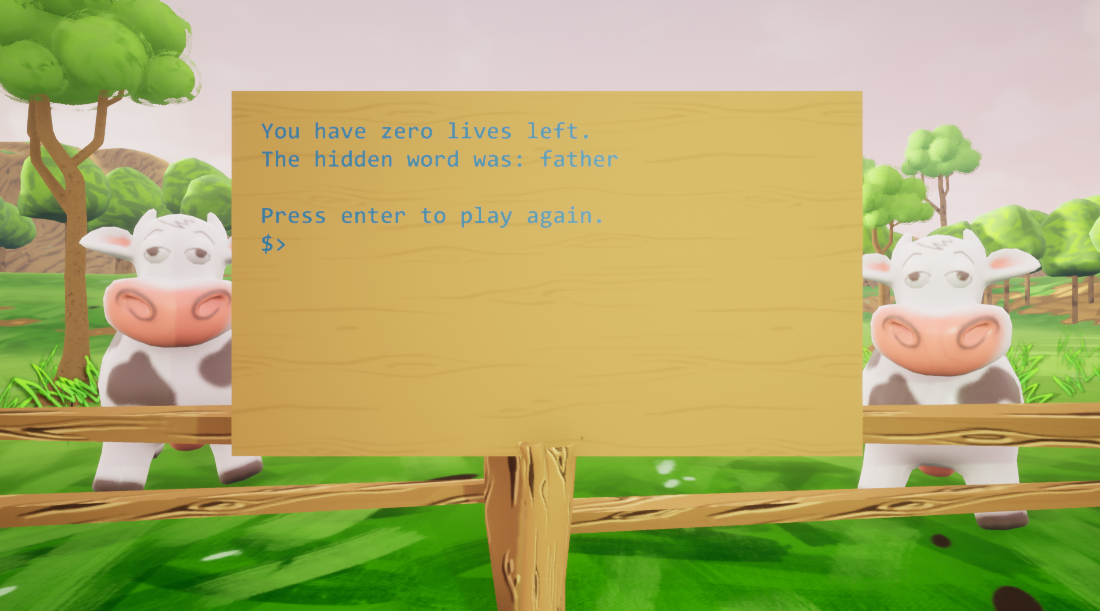 You have zero lives left.
The hidden word was: father
Press enter to play again.
$>